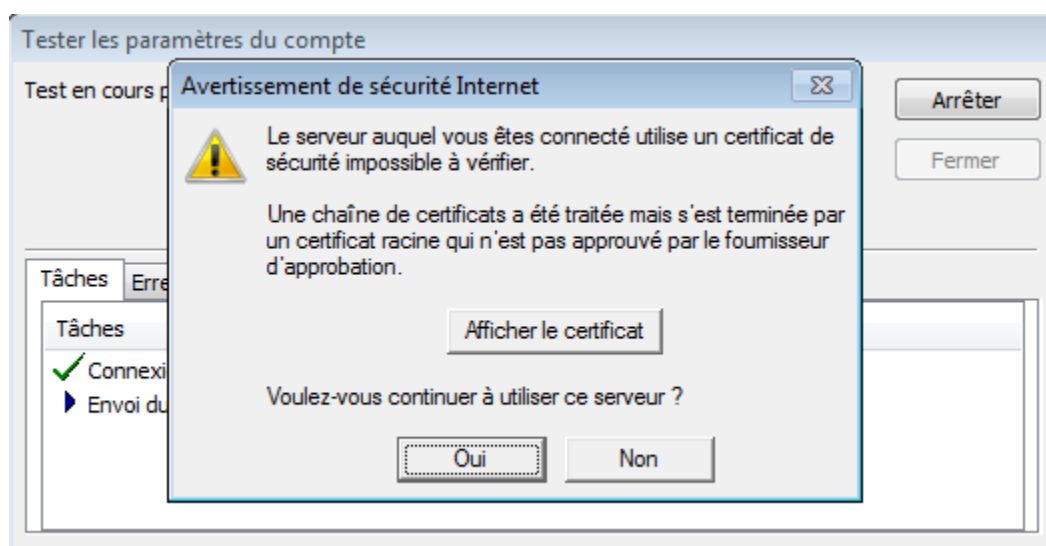 Tester les paramètres du compte
Test en cours
Arrêter
Fermer
Avertissement de sécurité Internet
Le serveur auquel vous êtes connecté utilise un certificat de
sécurité impossible à vérifier.
Une chaîne de certificats a été traitée mais s'est terminée par
un certificat racine qui n'est pas approuvé par le fournisseur
d'approbation.
Afficher le certificat
Voulez-vous continuer à utiliser ce serveur ?
Oui
Non
Tâches
Tâches
Envoi du